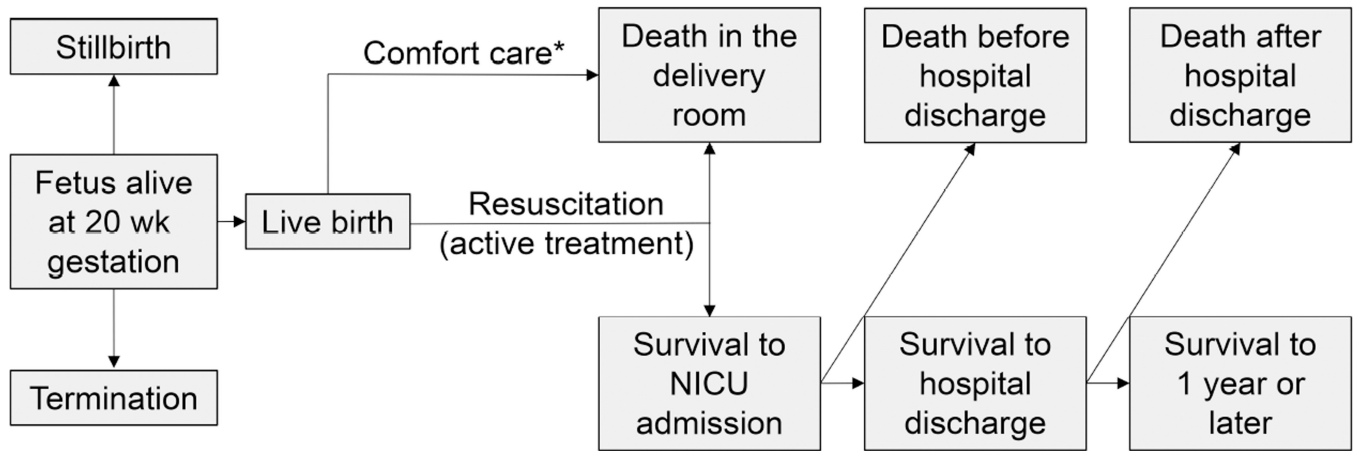 Stillbirth
Fetus alive
at 20 wk
gestation
Termination
Live birth
Comfort care*
Resuscitation
(active treatment)
Death in the
delivery
room
Survival to
NICU
admission
Death before
hospital
discharge
Survival to
hospital
discharge
Death after
hospital
discharge
Survival to
1 year or
later